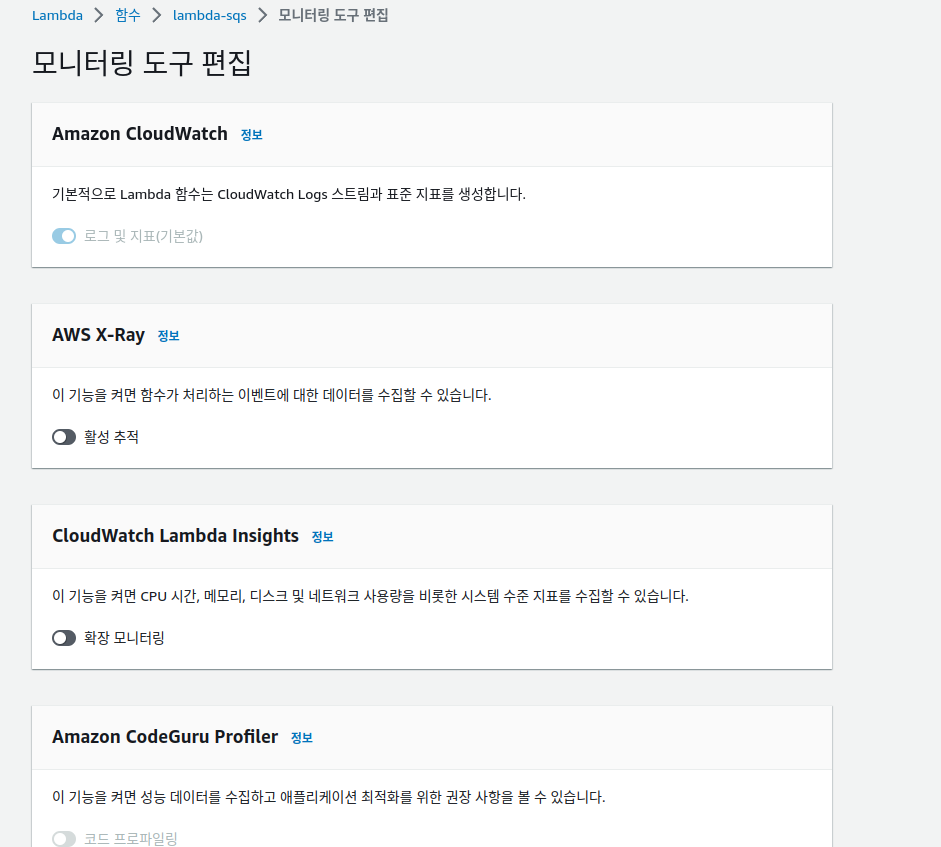 Lambda > 함수 > lambda-sqs > 모니터링 도구 편집
모니터링 도구 편집
Amazon CloudWatch 정보
기본적으로 Lambda 함수는 CloudWatch Logs 스트림과 표준 지표를 생성합니다.
로그 및 지표(기본값)
AWS X-Ray 정보
이 기능을 켜면 함수가 처리하는 이벤트에 대한 데이터를 수집할 수 있습니다.
활성 추적
CloudWatch Lambda Insights 정보
이 기능을 켜면 CPU 시간, 메모리, 디스크 및 네트워크 사용량을 비롯한 시스템 수준 지표를 수집할 수 있습니다.
확장 모니터링
Amazon CodeGuru Profiler 정보
이 기능을 켜면 성능 데이터를 수집하고 애플리케이션 최적화를 위한 권장 사항을 볼 수 있습니다.
코드 프로파일링